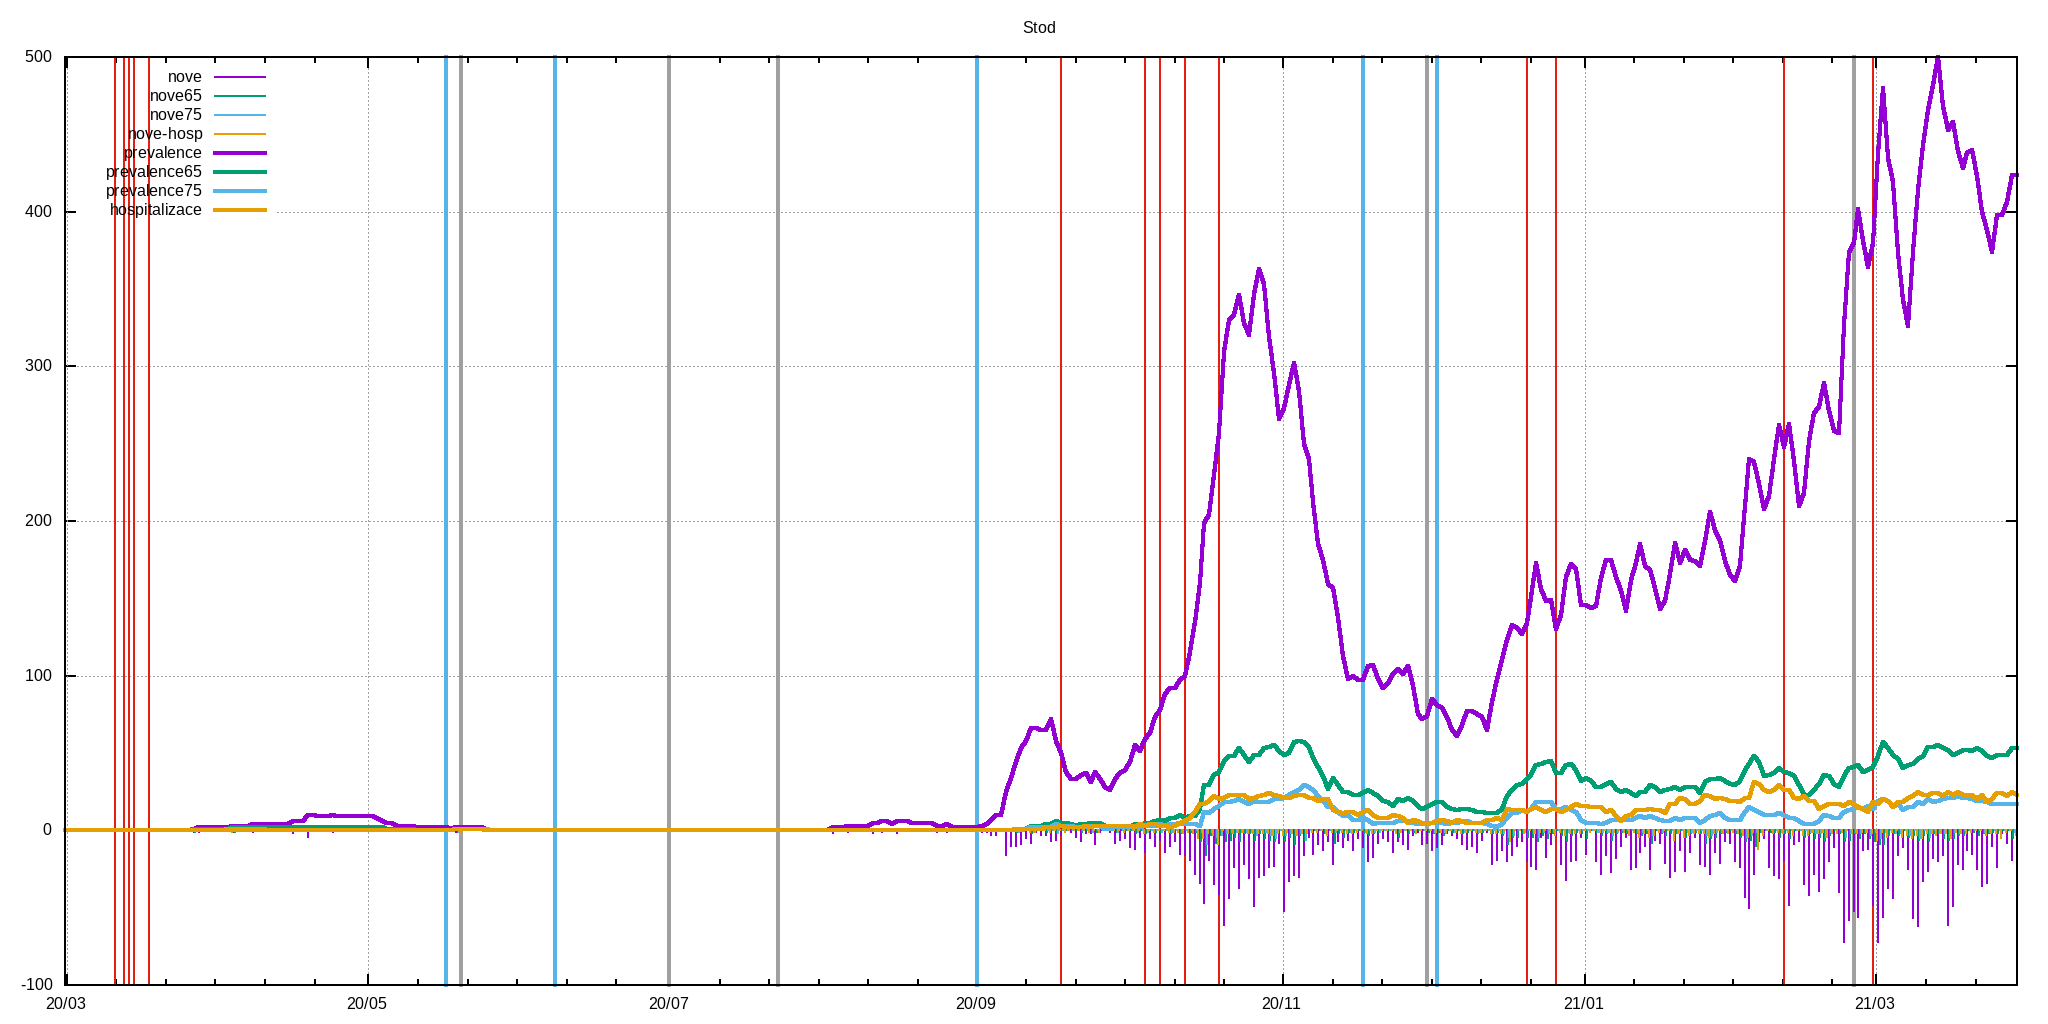 Stod
500
nove
nove65
nove75
nove-hosp
prevalence
prevalence65
prevalence75
hospitalizace
400
300
200
100
0
-100
20/03 20/05 20/07 20/09 20/11 21/01 21/03